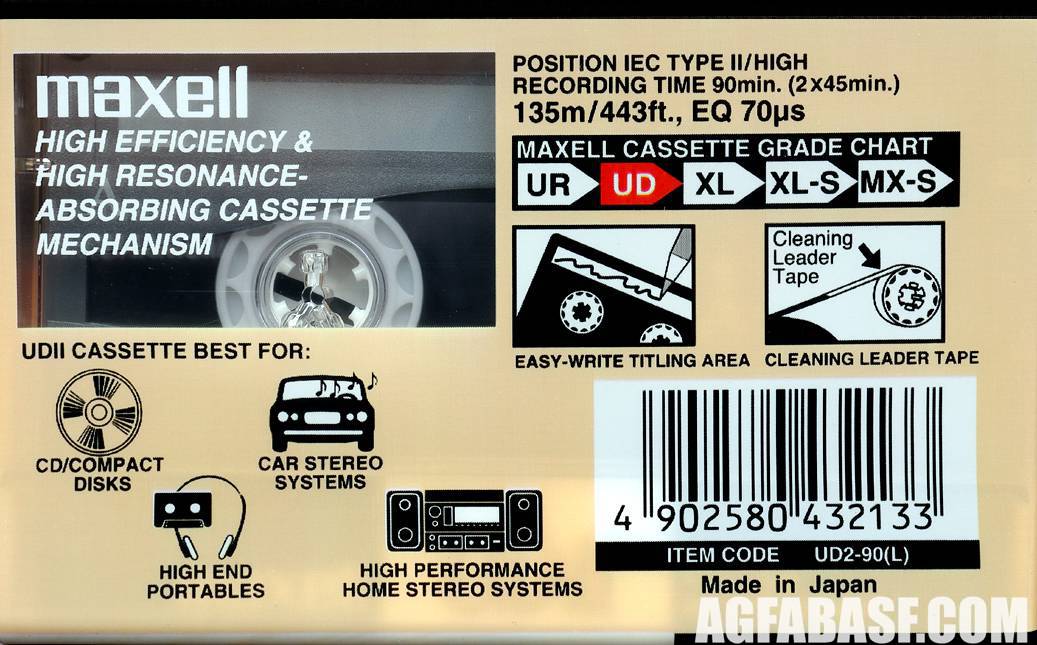 maxell
HIGH EFFICIENCY &
HIGH RESONANCE-
ABSORBING CASSETTE
MECHANISM
POSITION IEC TYPE II/HIGH
RECORDING TIME 90min. (2x45min.)
135m/443ft., EQ 70µs
MAXELL CASSETTE GRADE CHART
UR UD XL XL-S MX-S
Cleaning
Leader
Tape
EASY-WRITE TITLING AREA
CLEANING LEADER TAPE
UDII CASSETTE BEST FOR:
CD/COMPACT
DISKS
CAR STEREO
SYSTEMS
HIGH END
PORTABLES
HIGH PERFORMANCE
HOME STEREO SYSTEMS
4 902580 432133
ITEM CODE UD2-90(L)
Made in Japan
AGFABASF.COM